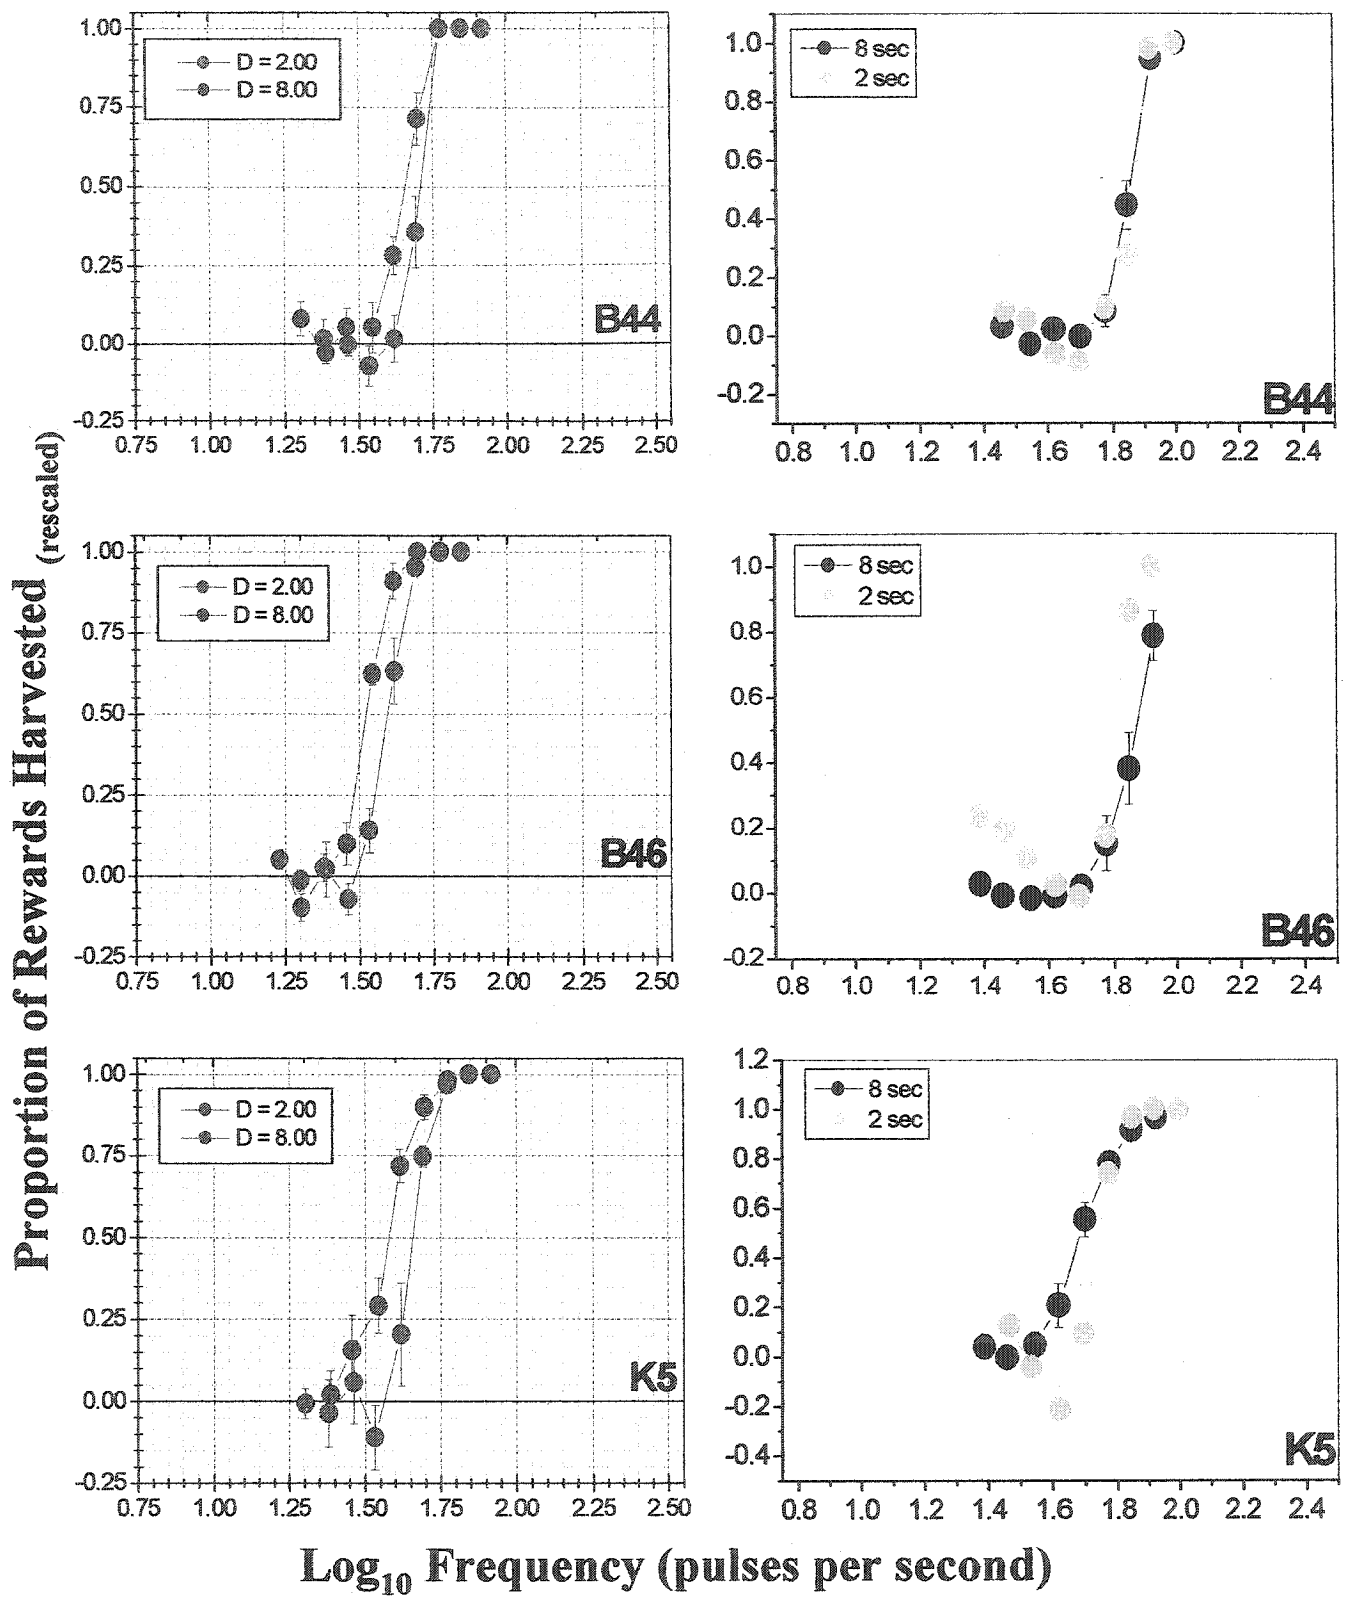 Proportion of Rewards Harvested (rescaled)
1.00
0.75
0.50
0.25
0.00
-0.25
D = 2.00
D = 8.00
B44
0.75 1.00 1.25 1.50 1.75 2.00 2.25 2.50
1.0
0.8
0.6
0.4
0.2
0.0
-0.2
8 sec
2 sec
B44
0.8 1.0 1.2 1.4 1.6 1.8 2.0 2.2 2.4
1.00
0.75
0.50
0.25
0.00
-0.25
D = 2.00
D = 8.00
B46
0.75 1.00 1.25 1.50 1.75 2.00 2.25 2.50
1.0
0.8
0.6
0.4
0.2
0.0
-0.2
8 sec
2 sec
B46
0.8 1.0 1.2 1.4 1.6 1.8 2.0 2.2 2.4
1.00
0.75
0.50
0.25
0.00
-0.25
D = 2.00
D = 8.00
K5
0.75 1.00 1.25 1.50 1.75 2.00 2.25 2.50
1.2
1.0
0.8
0.6
0.4
0.2
0.0
-0.2
-0.4
8 sec
2 sec
K5
0.8 1.0 1.2 1.4 1.6 1.8 2.0 2.2 2.4
Log10 Frequency (pulses per second)